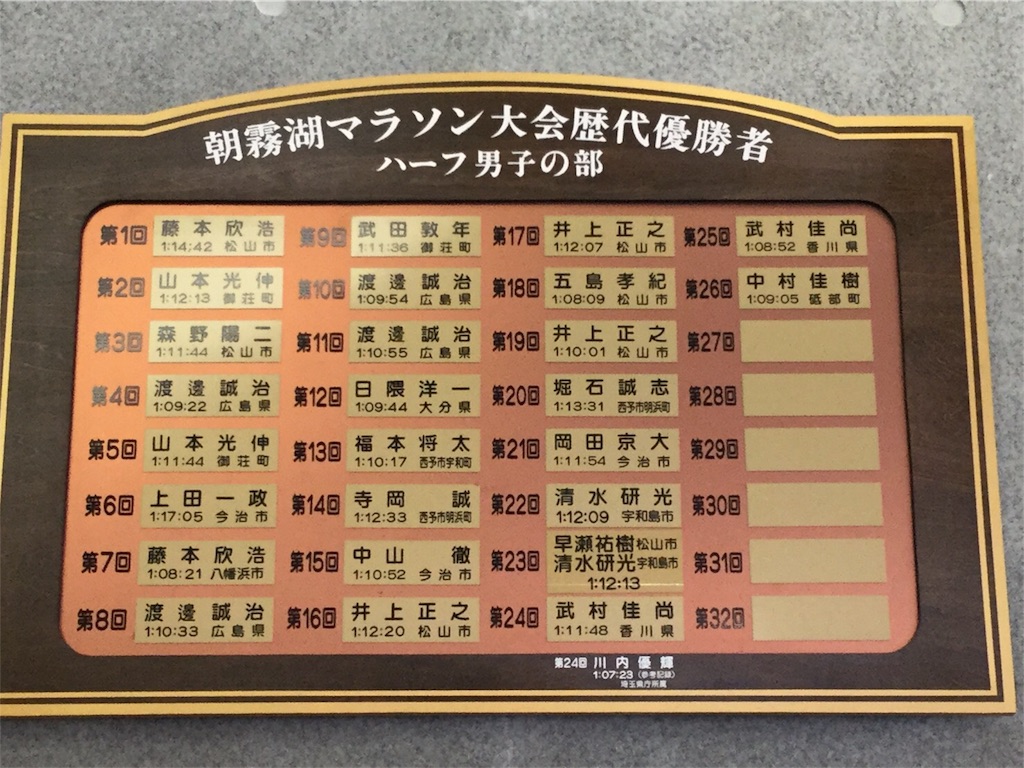 朝霧湖マラソン大会歴代優勝者
ハーフ男子の部
第1回 藤本欣浩
1:14:42 松山市
第2回 山本光伸
1:12:13 御荘町
第3回 森野陽二
1:11:44 松山市
第4回 渡邊誠治
1:09:22 広島県
第5回 山本光伸
1:11:44 御荘町
第6回 上田一政
1:17:05 今治市
第7回 藤本欣浩
1:08:21 八幡浜市
第8回 渡邊誠治
1:10:33 広島県
第9回 武田敦年
1:11:36 御荘町
第10回 渡邊誠治
1:09:54 広島県
第11回 渡邊誠治
1:10:55 広島県
第12回 日隈洋一
1:09:44 大分県
第13回 福本将太
1:10:17 西予市宇和町
第14回 寺岡 誠
1:12:33 西予市明浜町
第15回 中山 徹
1:10:52 今治市
第16回 井上正之
1:12:20 松山市
第17回 井上正之
1:12:07 松山市
第18回 五島孝紀
1:08:09 松山市
第19回 井上正之
1:10:01 松山市
第20回 堀石誠志
1:13:31 西予市明浜町
第21回 岡田京大
1:11:54 今治市
第22回 清水研光
1:12:09 宇和島市
第23回 早瀬祐樹 松山市
清水研光 宇和島市
1:12:13
第24回 武村佳尚
1:11:48 香川県
第25回 武村佳尚
1:08:52 香川県
第26回 中村佳樹
1:09:05 砥部町
第27回
第28回
第29回
第30回
第31回
第32回
第24回 川内優輝
1:07:23 (参考記録)
埼玉県庁所属